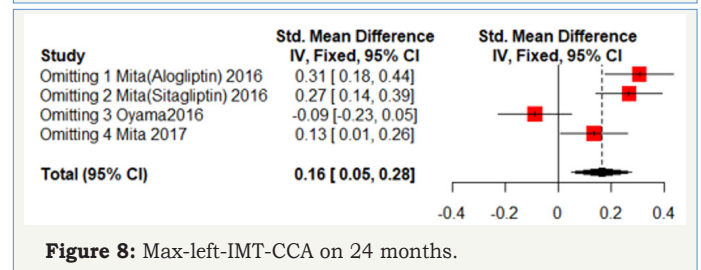 Std. Mean Difference Std. Mean Difference
Study IV, Fixed, 95% CI IV, Fixed, 95% CI
Omitting 1 Mita(Alogliptin) 2016 0.31 [ 0.18, 0.44]
Omitting 2 Mita(Sitagliptin) 2016 0.27 [ 0.14, 0.39]
Omitting 3 Oyama2016 -0.09 [-0.23, 0.05]
Omitting 4 Mita 2017 0.13 [ 0.01, 0.26]
Total (95% CI) 0.16 [ 0.05, 0.28]
-0.4 -0.2 0 0.2 0.4
Figure 8: Max-left-IMT-CCA on 24 months.